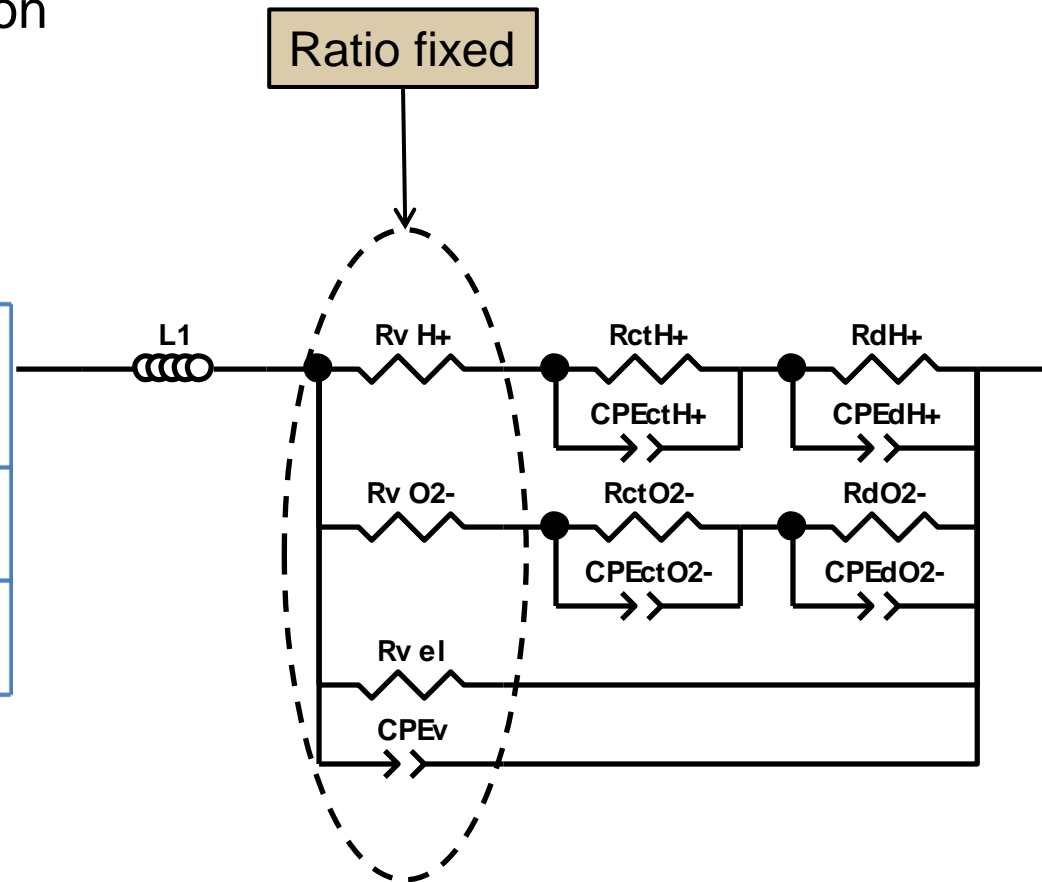 on
Ratio fixed
L1
Rv H+
RctH+
RdH+
CPEctH+
CPEdH+
Rv O2-
RctO2-
RdO2-
CPEctO2-
CPEdO2-
Rv el
CPEv